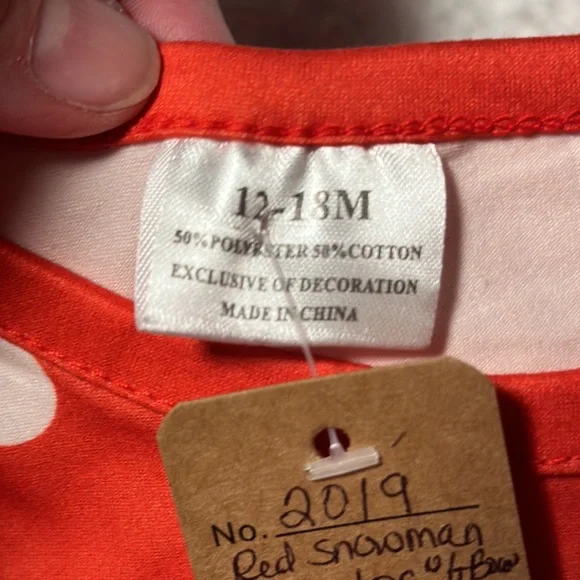 12-18M
50%POLYESTER 50%COTTON
EXCLUSIVE OF DECORATION
MADE IN CHINA
No. 2019
Red Snowman